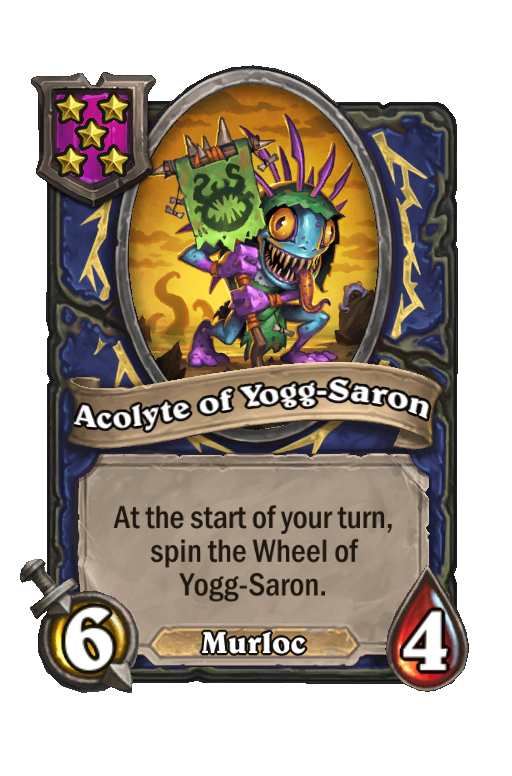 Acolyte of Yogg-Saron
At the start of your turn,
spin the Wheel of
Yogg-Saron.
6
Murloc
4